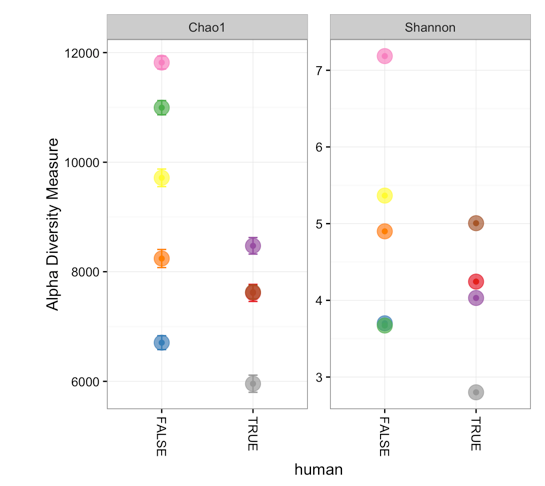 Chao1
Shannon
Alpha Diversity Measure
12000
10000
8000
6000
7
6
5
4
3
FALSE
TRUE
FALSE
TRUE
human